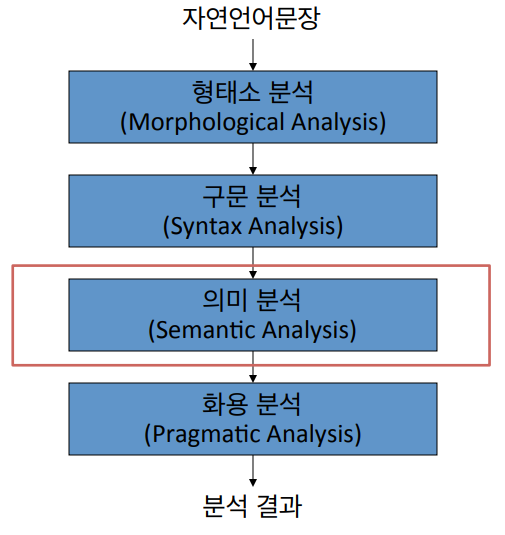 자연언어문장
형태소 분석
(Morphological Analysis)
구문 분석
(Syntax Analysis)
의미 분석
(Semantic Analysis)
화용 분석
(Pragmatic Analysis)
분석 결과